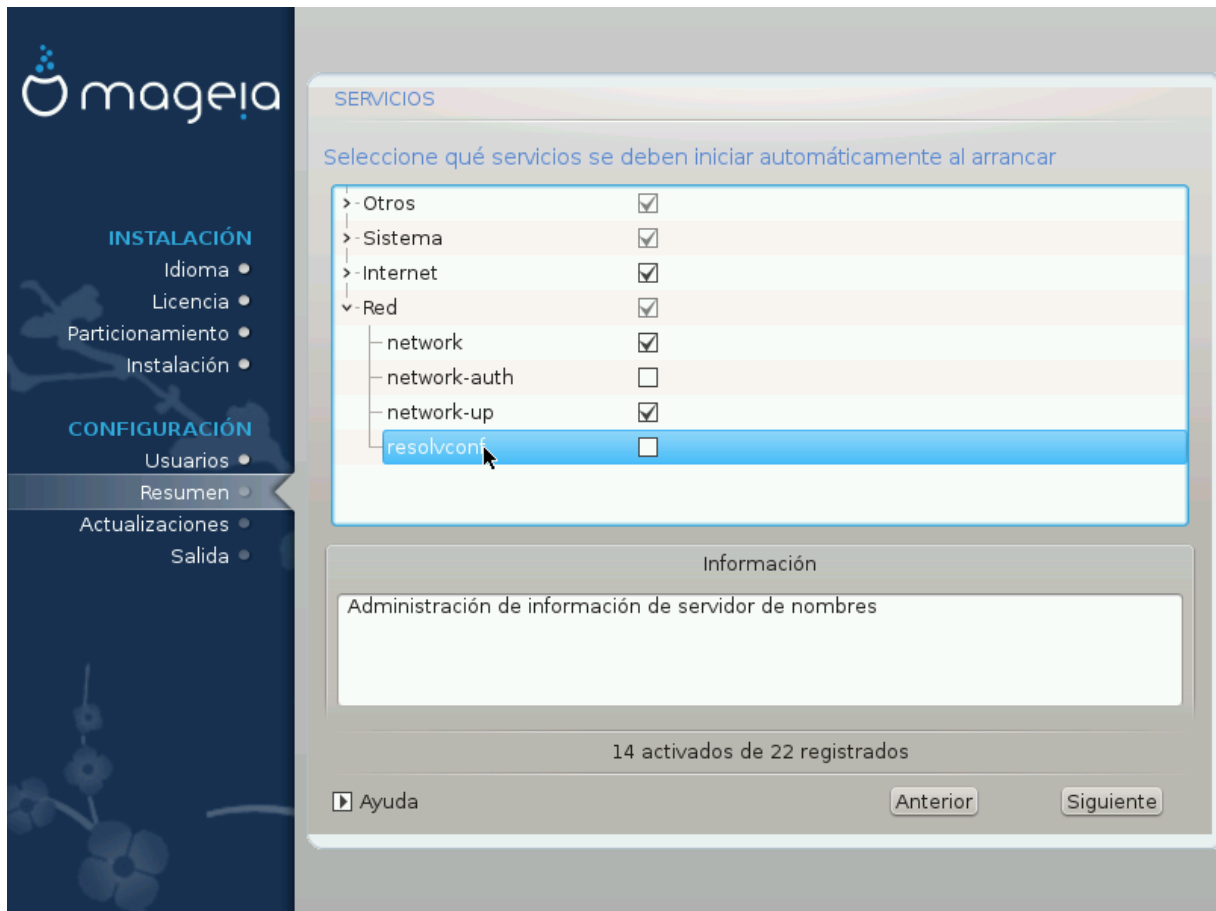 mageia
INSTALACIÓN
Idioma
Licencia
Particionamiento
Instalación
CONFIGURACIÓN
Usuarios
Resumen
Actualizaciones
Salida
SERVICIOS
Seleccione qué servicios se deben iniciar automáticamente al arrancar
Otros
Sistema
Internet
Red
network
network-auth
network-up
resolvconf
Información
Administración de información de servidor de nombres
14 activados de 22 registrados
Ayuda
Anterior
Siguiente